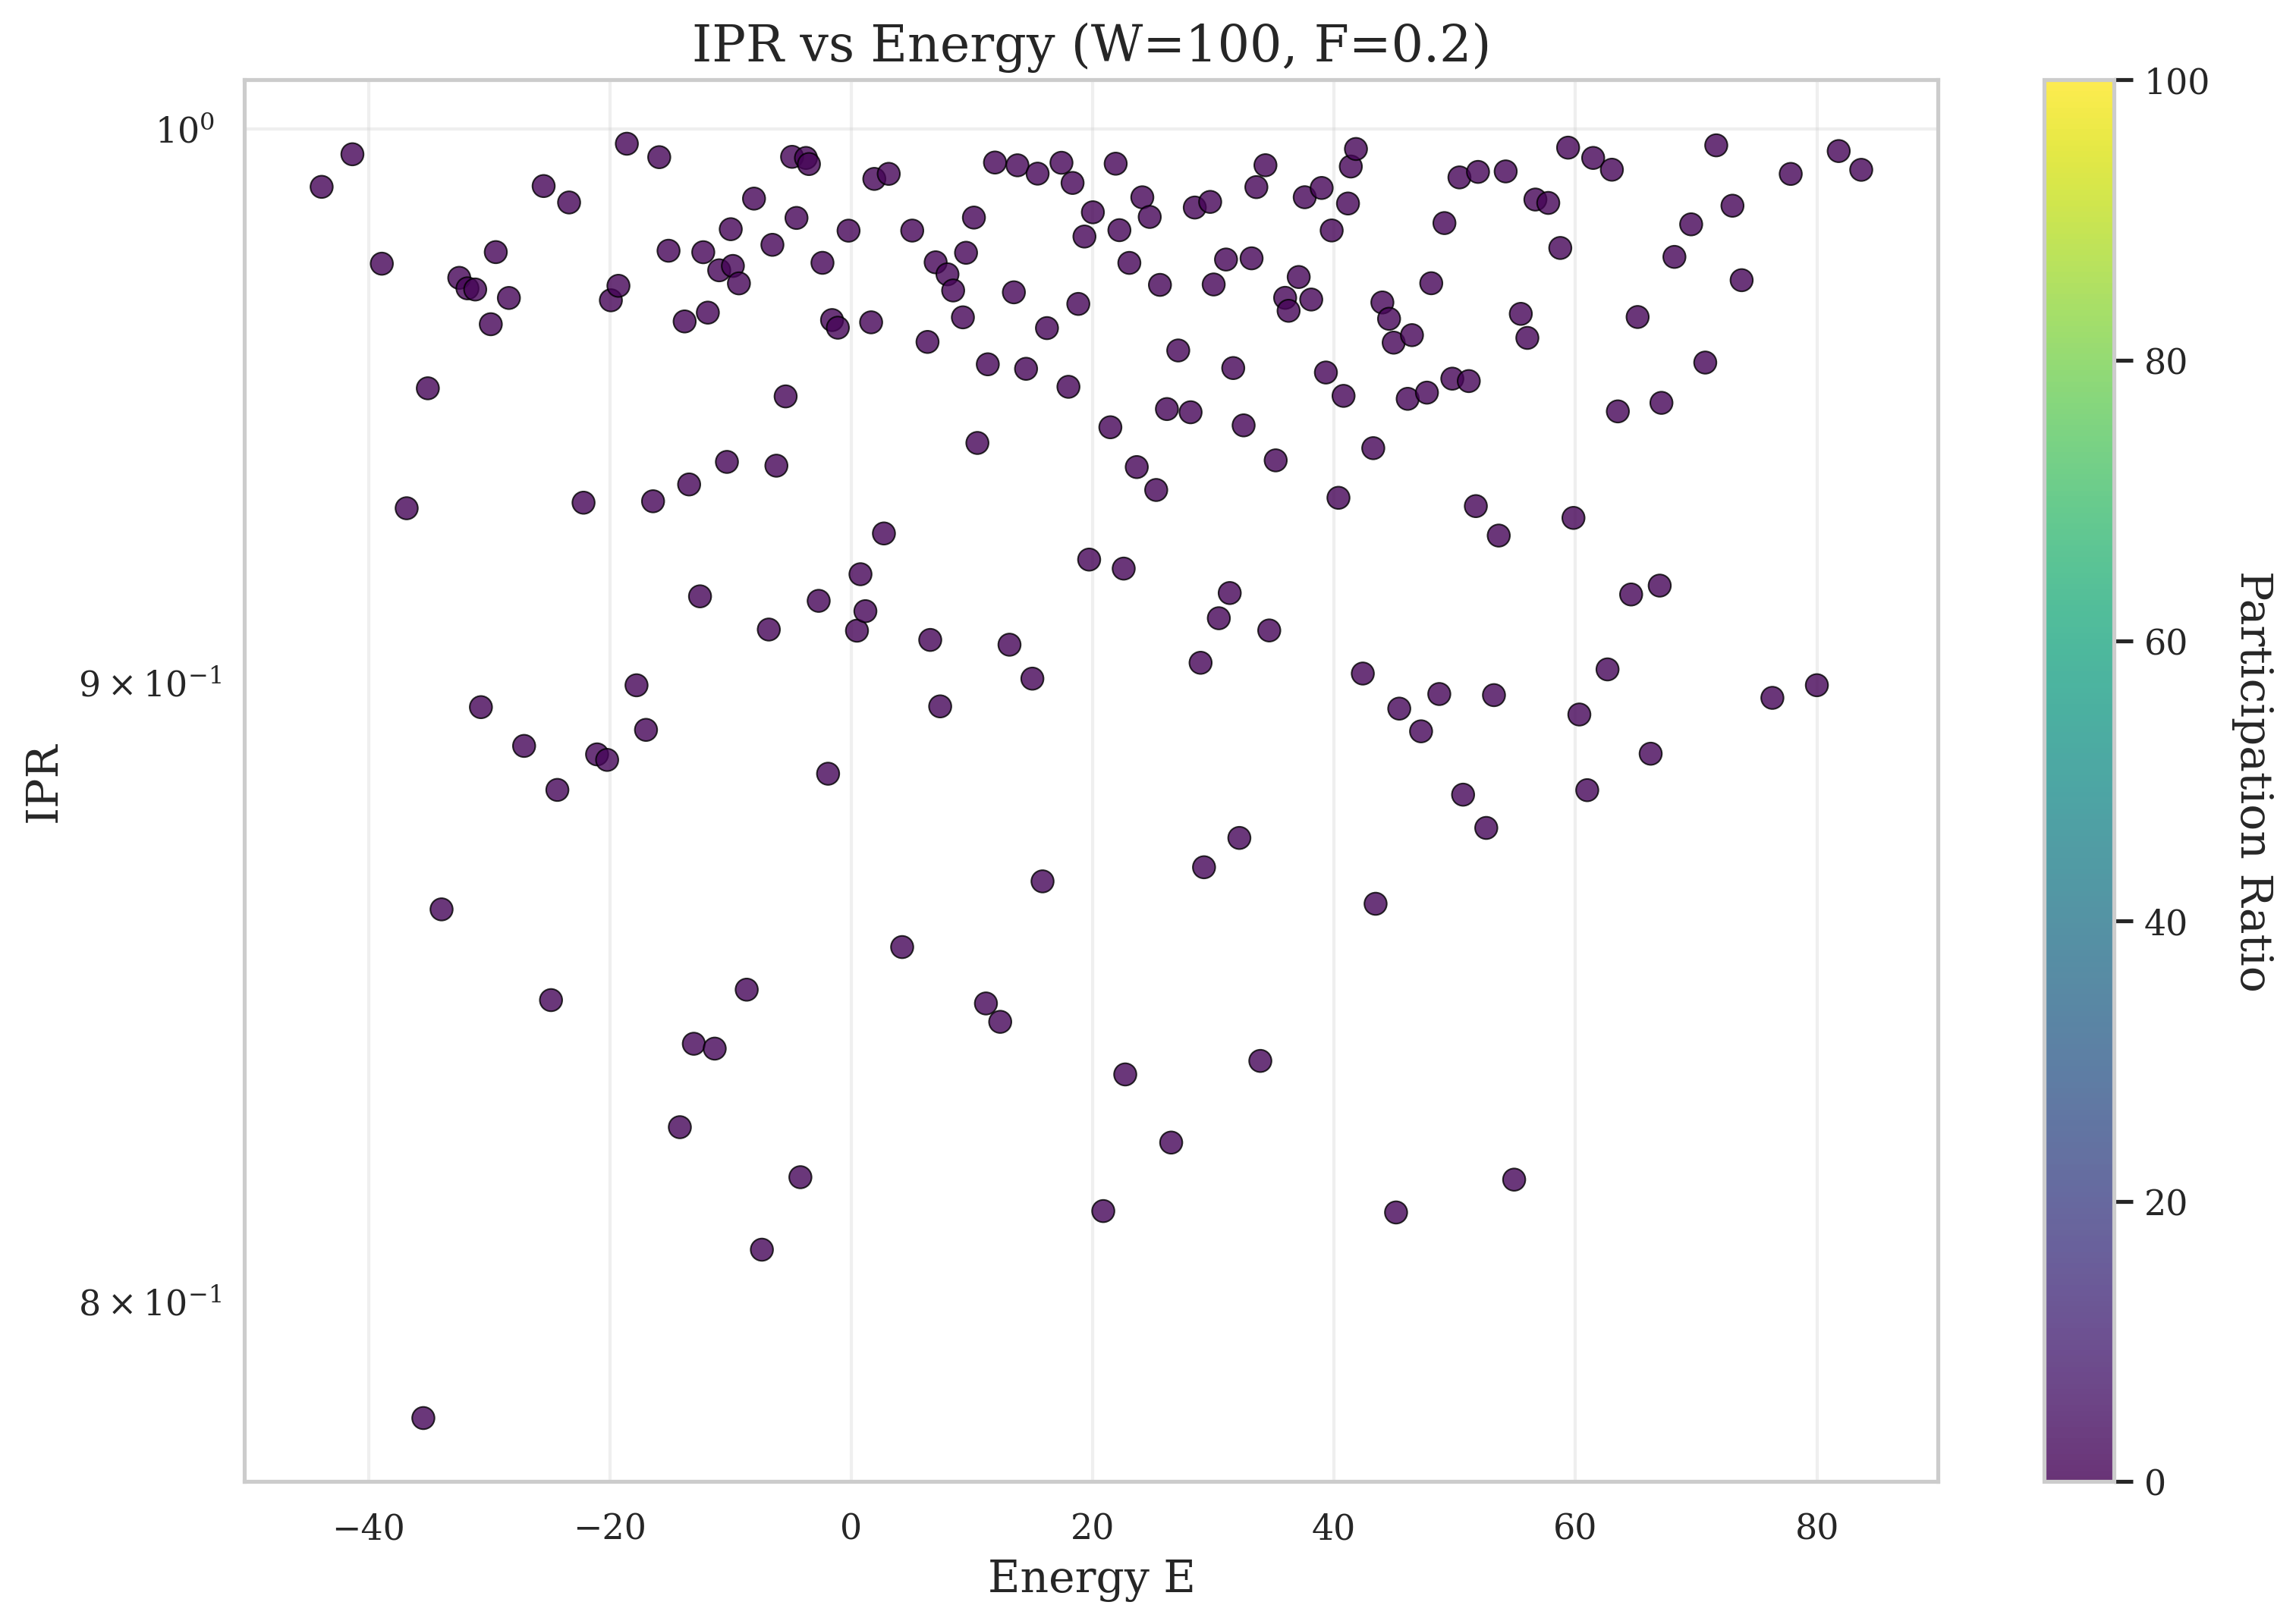 IPR vs Energy (W=100, F=0.2)
10⁰
9 × 10⁻¹
8 × 10⁻¹
IPR
−40
−20
0
20
40
60
80
Energy E
100
80
60
40
20
0
Participation Ratio